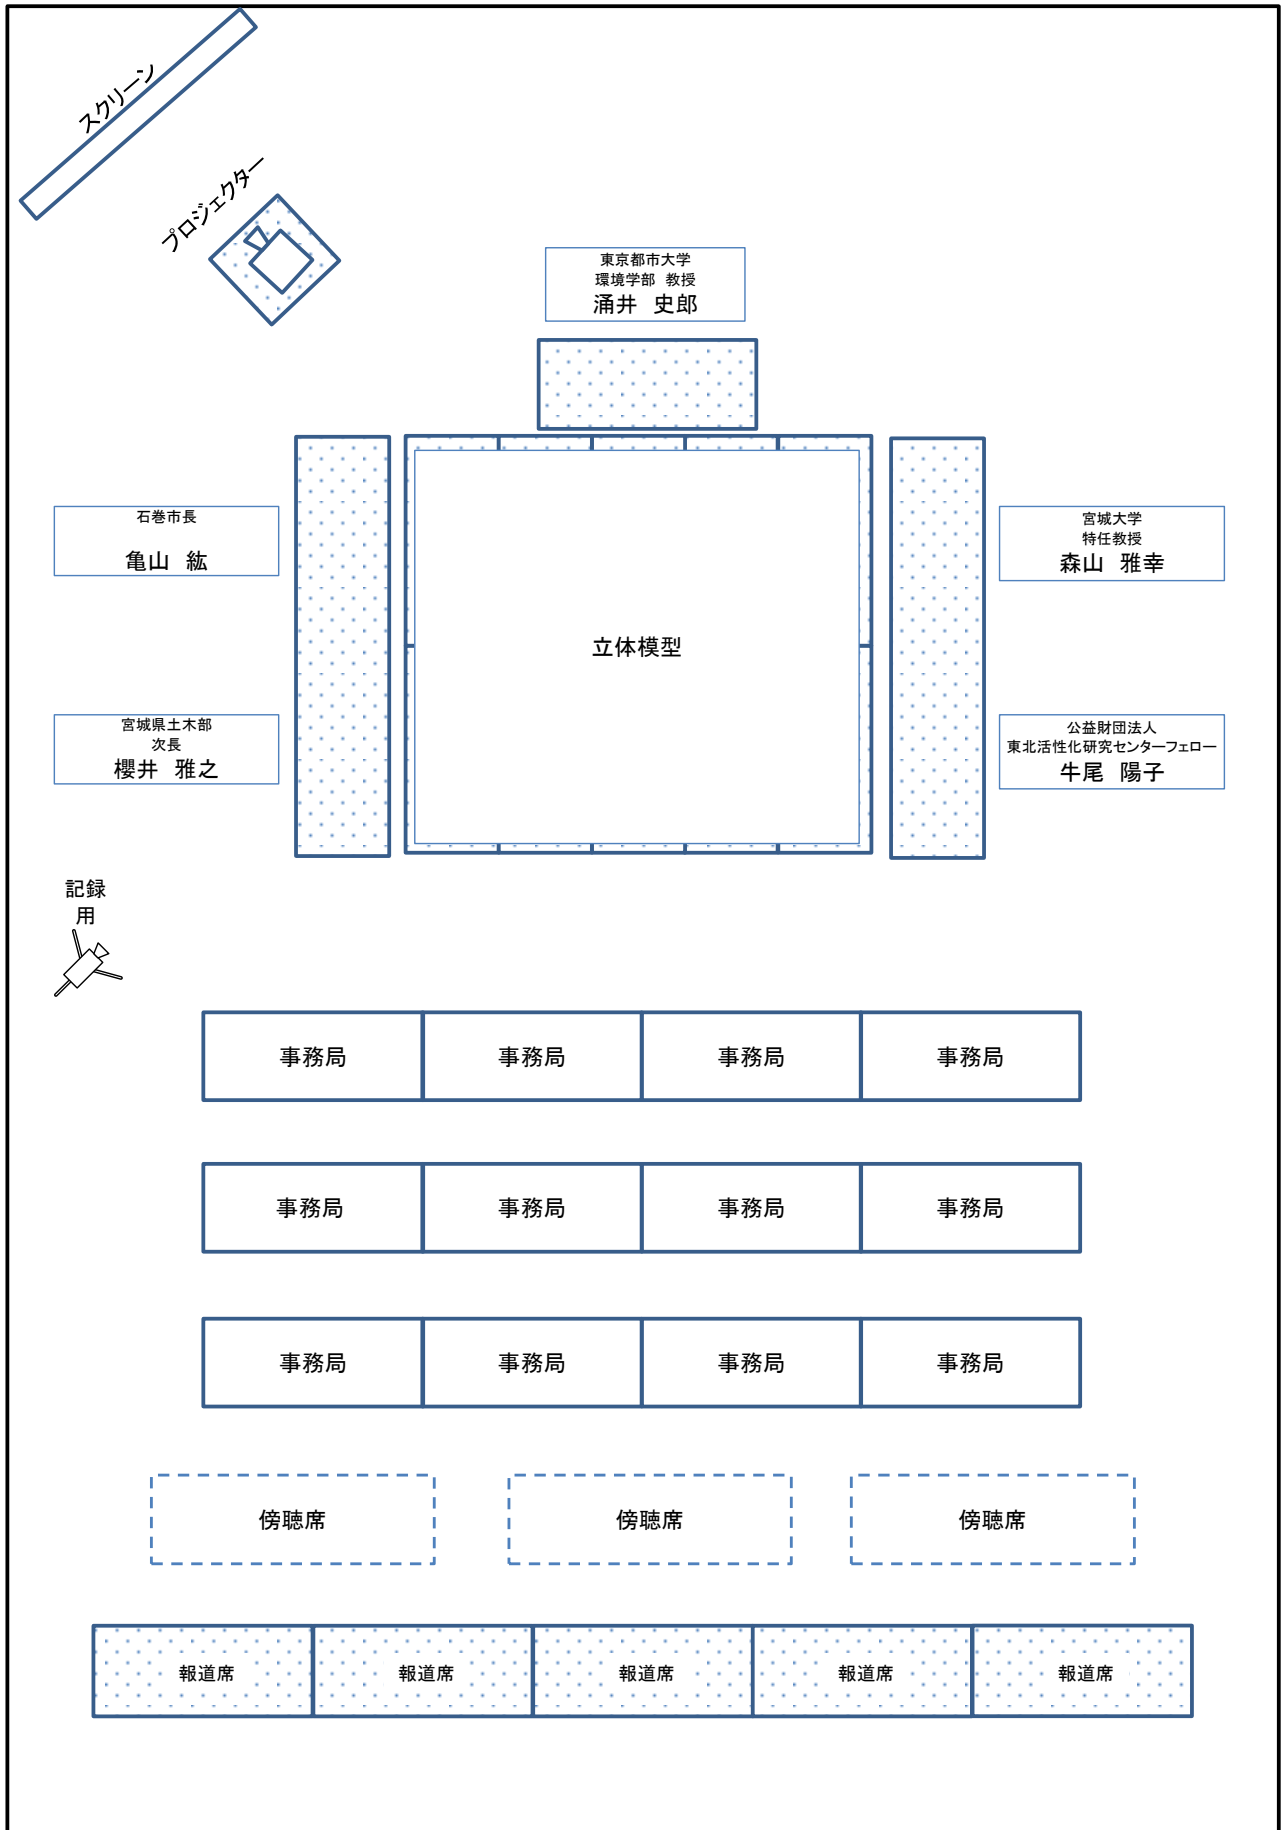 スクリーン
プロジェクター
東京都市大学
環境学部 教授
涌井 史郎
石巻市長
亀山 紘
宮城大学
特任教授
森山 雅幸
立体模型
宮城県土木部
次長
櫻井 雅之
公益財団法人
東北活性化研究センターフェロー
牛尾 陽子
記録
用
事務局 事務局 事務局 事務局
事務局 事務局 事務局 事務局
事務局 事務局 事務局 事務局
傍聴席 傍聴席 傍聴席
報道席 報道席 報道席 報道席 報道席